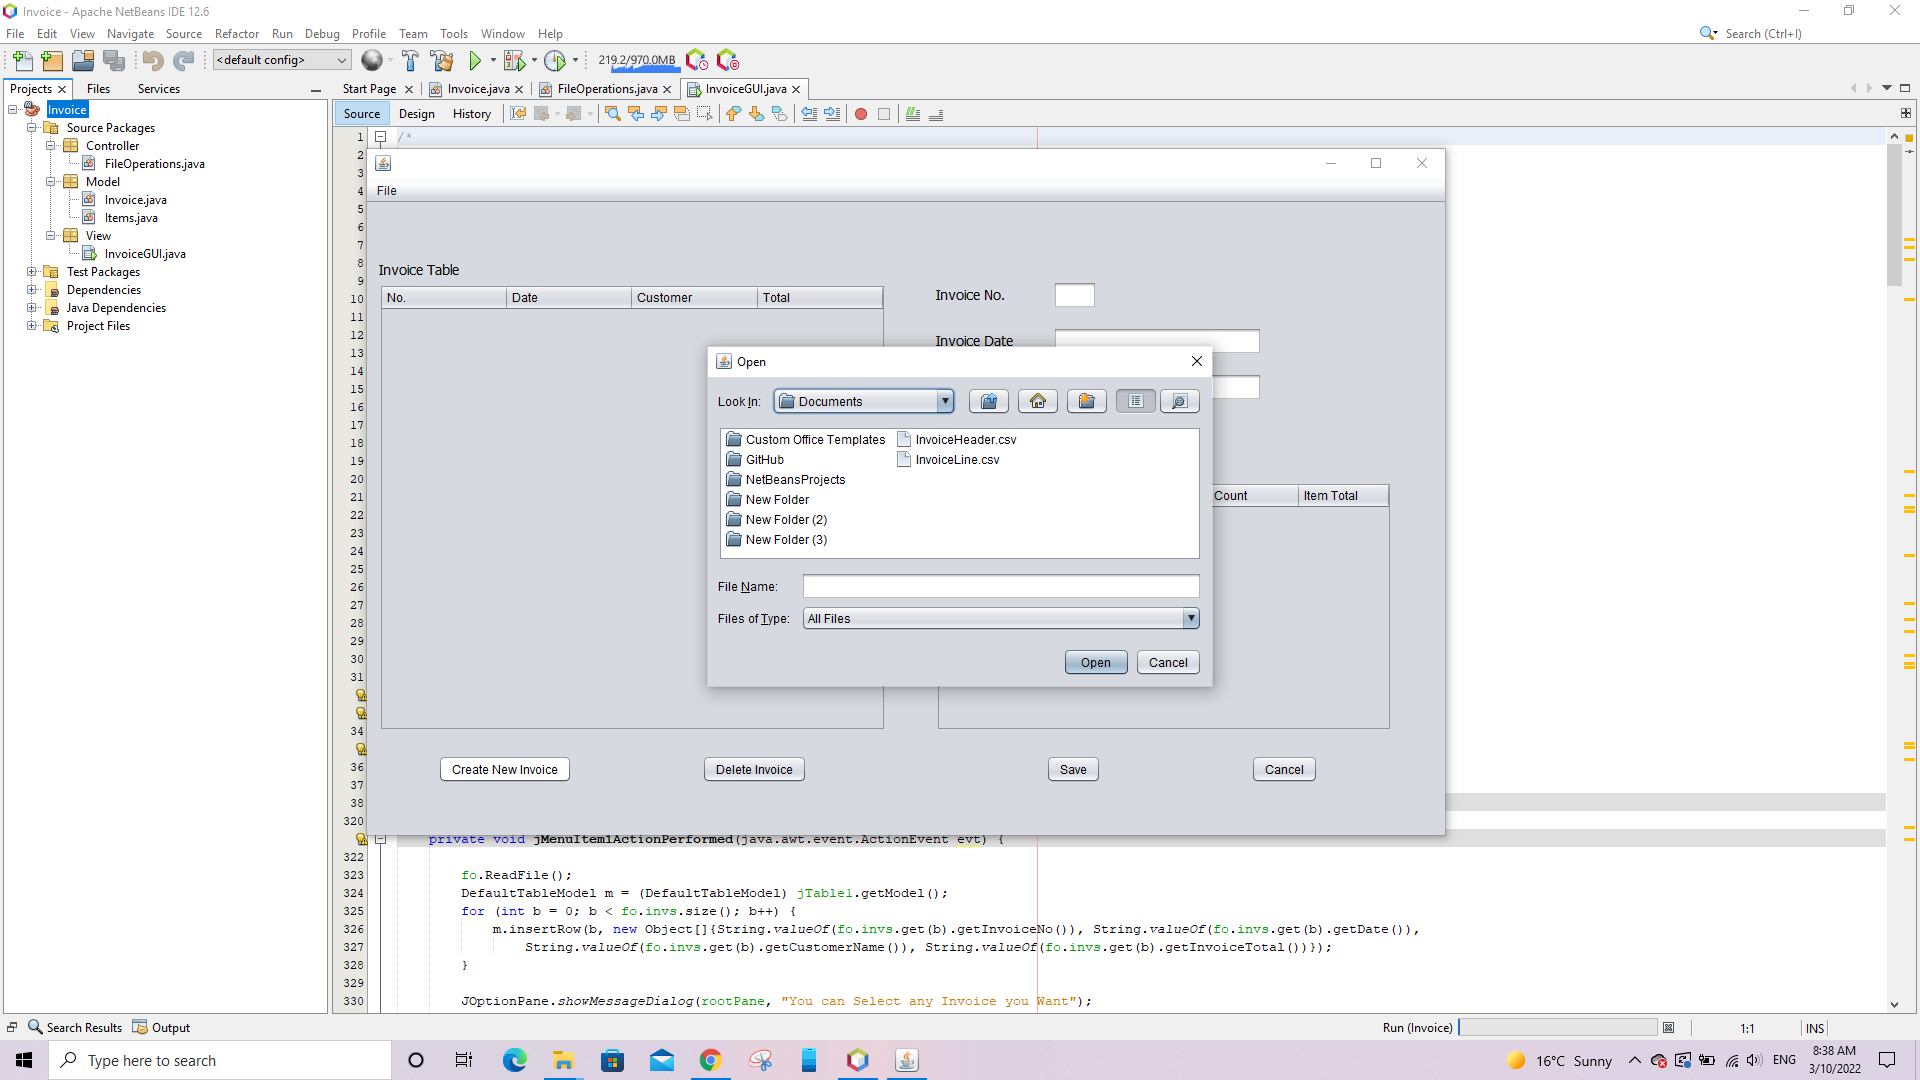 Invoice - Apache NetBeans IDE 12.6
File Edit View Navigate Source Refactor Run Debug Profile Team Tools Window Help
Search (Ctrl+I)
<default config>
219.2/970.0MB
Projects Files Services
Start Page Invoice.java FileOperations.java InvoiceGUI.java
Source Design History
Invoice
Source Packages
Controller
FileOperations.java
Model
Invoice.java
Items.java
View
InvoiceGUI.java
Test Packages
Dependencies
Java Dependencies
Project Files
1 /*
2
3
4
5
6
7
8
9
10
11
12
13
14
15
16
17
18
19
20
21
22
23
24
25
26
27
28
29
30
31
34
36
37
38
320
File
Invoice Table
No. Date Customer Total
Invoice No.
Invoice Date
Count Item Total
Open
Look In: Documents
Custom Office Templates
GitHub
NetBeansProjects
New Folder
New Folder (2)
New Folder (3)
InvoiceHeader.csv
InvoiceLine.csv
File Name:
Files of Type: All Files
Open Cancel
Create New Invoice Delete Invoice Save Cancel
private void jMenuItem1ActionPerformed(java.awt.event.ActionEvent evt) {
322
323 fo.ReadFile();
324 DefaultTableModel m = (DefaultTableModel) jTable1.getModel();
325 for (int b = 0; b < fo.invs.size(); b++) {
326 m.insertRow(b, new Object[]{String.valueOf(fo.invs.get(b).getInvoiceNo()), String.valueOf(fo.invs.get(b).getDate()),
327 String.valueOf(fo.invs.get(b).getCustomerName()), String.valueOf(fo.invs.get(b).getInvoiceTotal())});
328 }
329
330 JOptionPane.showMessageDialog(rootPane, "You can Select any Invoice you Want");
Search Results Output
Run (Invoice)
1:1 INS
Type here to search
16°C Sunny
ENG
8:38 AM
3/10/2022